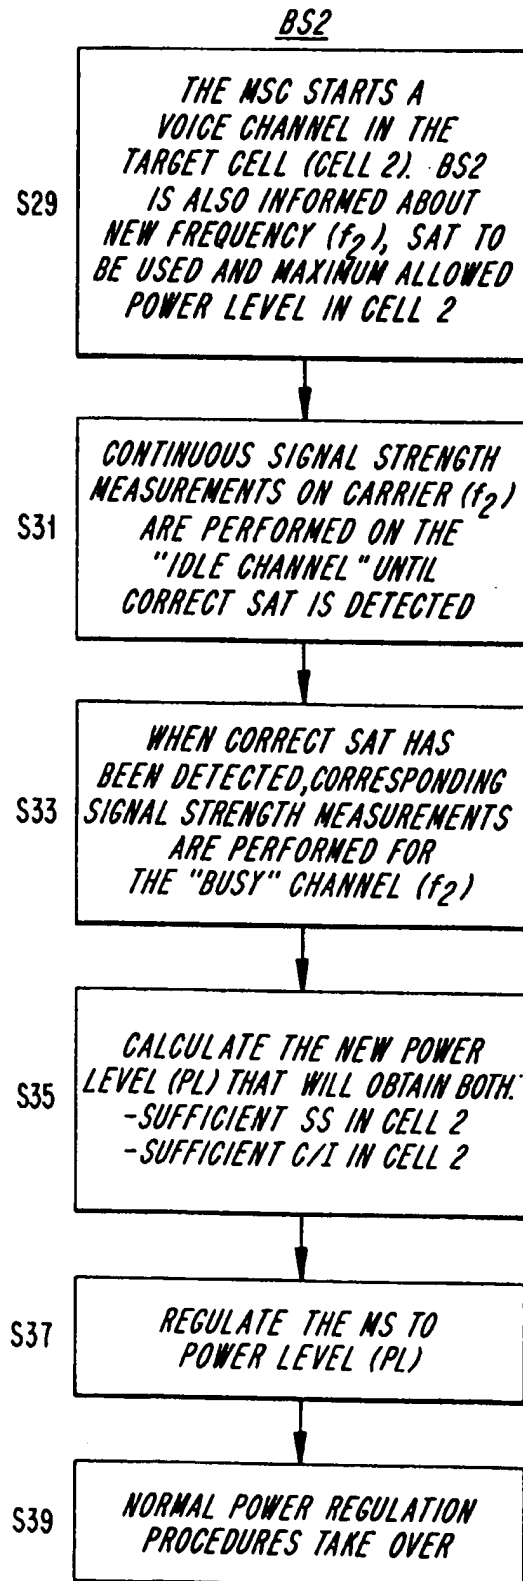 BS2
THE MSC STARTS A
VOICE CHANNEL IN THE
TARGET CELL (CELL 2). BS2
IS ALSO INFORMED ABOUT
NEW FREQUENCY (f2), SAT TO
BE USED AND MAXIMUM ALLOWED
POWER LEVEL IN CELL 2
S29
CONTINUOUS SIGNAL STRENGTH
MEASUREMENTS ON CARRIER (f2)
ARE PERFORMED ON THE
"IDLE CHANNEL" UNTIL
CORRECT SAT IS DETECTED
S31
WHEN CORRECT SAT HAS
BEEN DETECTED, CORRESPONDING
SIGNAL STRENGTH MEASUREMENTS
ARE PERFORMED FOR
THE "BUSY" CHANNEL (f2)
S33
CALCULATE THE NEW POWER
LEVEL (PL) THAT WILL OBTAIN BOTH:
-SUFFICIENT SS IN CELL 2
-SUFFICIENT C/I IN CELL 2
S35
REGULATE THE MS TO
POWER LEVEL (PL)
S37
NORMAL POWER REGULATION
PROCEDURES TAKE OVER
S39